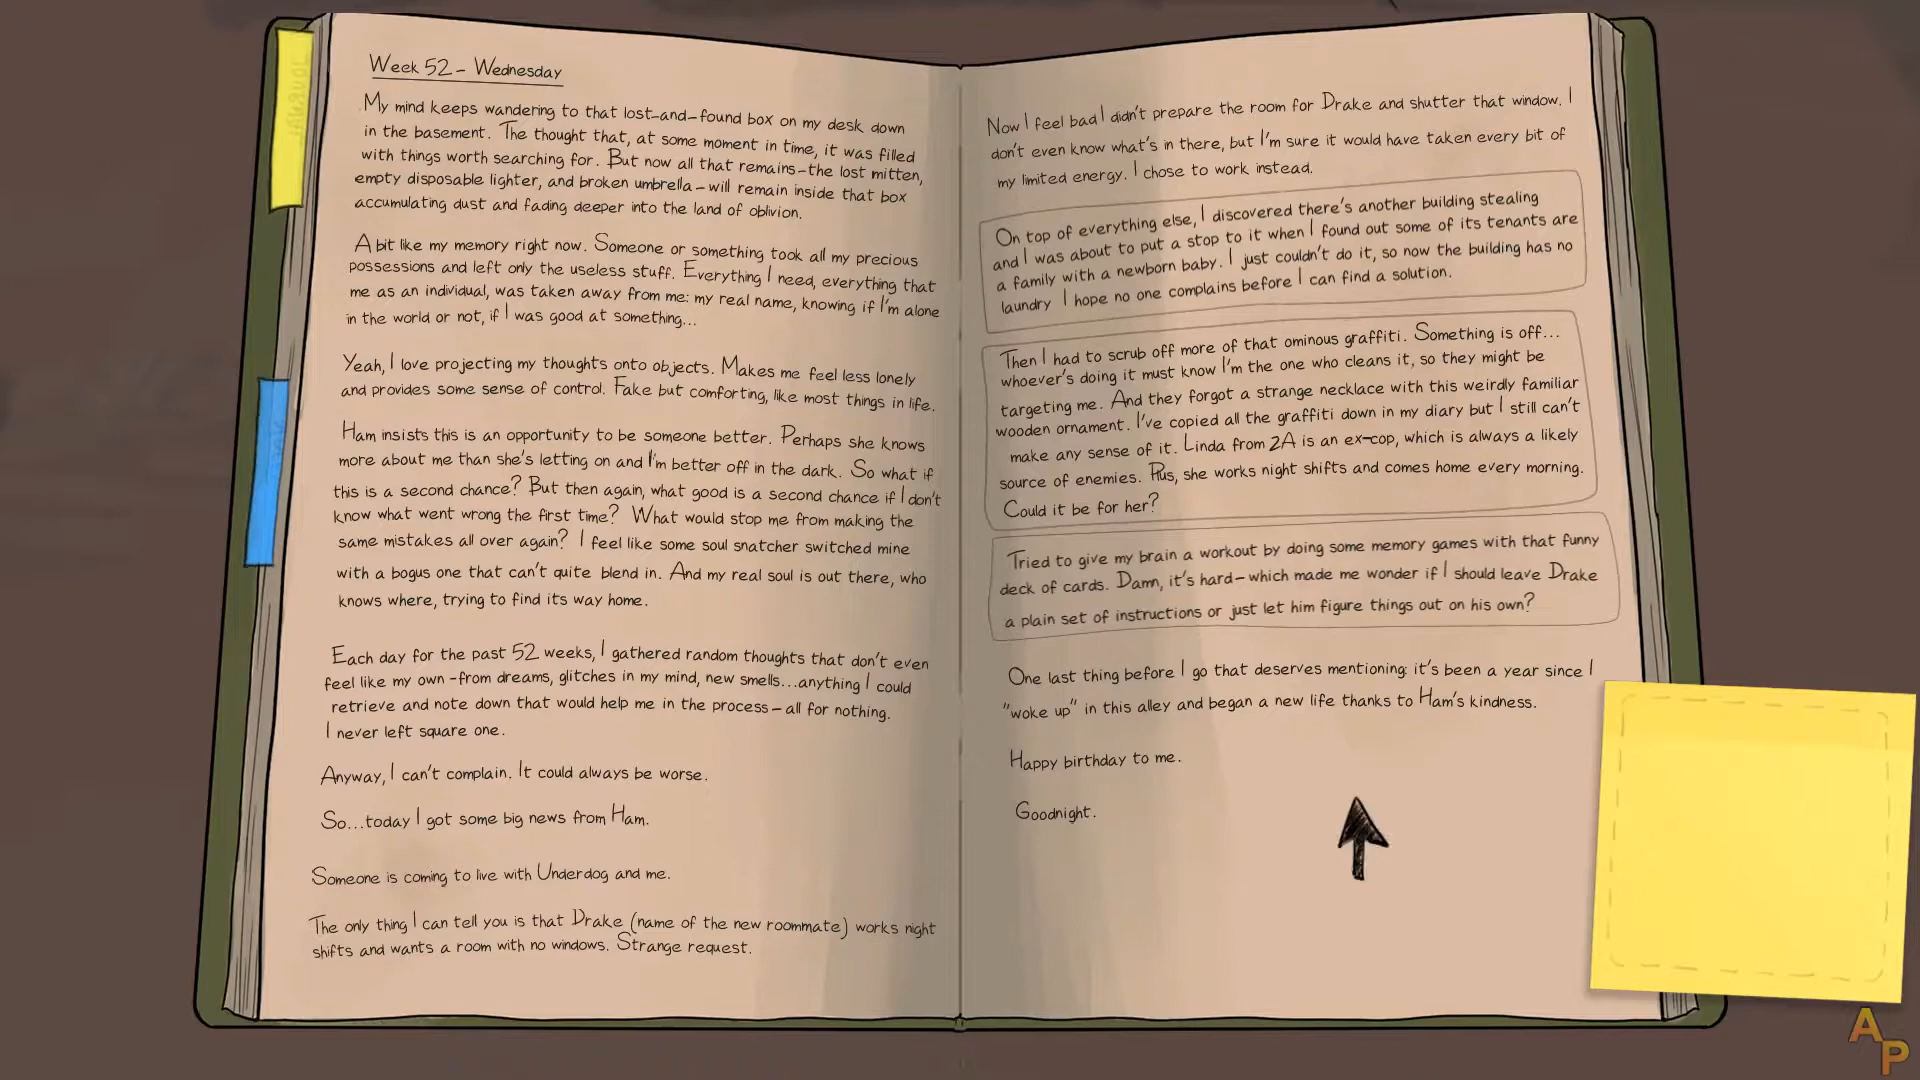 Week 52 - Wednesday
My mind keeps wandering to that lost-and-found box on my desk down
in the basement. The thought that, at some moment in time, it was filled
with things worth searching for. But now all that remains-the lost mitten,
empty disposable lighter, and broken umbrella-will remain inside that box
accumulating dust and fading deeper into the land of oblivion.
A bit like my memory right now. Someone or something took all my precious
possessions and left only the useless stuff. Everything I need, everything that
me as an individual, was taken away from me: my real name, knowing if I'm alone
in the world or not, if I was good at something...
Yeah, I love projecting my thoughts onto objects. Makes me feel less lonely
and provides some sense of control. Fake but comforting, like most things in life.
Ham insists this is an opportunity to be someone better. Perhaps she knows
more about me than she's letting on and I'm better off in the dark. So what if
this is a second chance? But then again, what good is a second chance if I don't
know what went wrong the first time? What would stop me from making the
same mistakes all over again? I feel like some soul snatcher switched mine
with a bogus one that can't quite blend in. And my real soul is out there, who
knows where, trying to find its way home.
Each day for the past 52 weeks, I gathered random thoughts that don't even
feel like my own -from dreams, glitches in my mind, new smells...anything I could
retrieve and note down that would help me in the process- all for nothing.
I never left square one.
Anyway, I can't complain. It could always be worse.
So...today I got some big news from Ham.
Someone is coming to live with Underdog and me.
The only thing I can tell you is that Drake (name of the new roommate) works night
shifts and wants a room with no windows. Strange request.
Now I feel bad I didn't prepare the room for Drake and shutter that window. I
don't even know what's in there, but I'm sure it would have taken every bit of
my limited energy. I chose to work instead.
On top of everything else, I discovered there's another building stealing
and I was about to put a stop to it when I found out some of its tenants are
a family with a newborn baby. I just couldn't do it, so now the building has no
laundry I hope no one complains before I can find a solution.
Then I had to scrub off more of that ominous graffiti. Something is off...
whoever's doing it must know I'm the one who cleans it, so they might be
targeting me. And they forgot a strange necklace with this weirdly familiar
wooden ornament. I've copied all the graffiti down in my diary but I still can't
make any sense of it. Linda from 2A is an ex-cop, which is always a likely
source of enemies. Plus, she works night shifts and comes home every morning.
Could it be for her?
Tried to give my brain a workout by doing some memory games with that funny
deck of cards. Damn, it's hard-which made me wonder if I should leave Drake
a plain set of instructions or just let him figure things out on his own?
One last thing before I go that deserves mentioning: it's been a year since I
"woke up" in this alley and began a new life thanks to Ham's kindness.
Happy birthday to me.
Goodnight.
JOURNAL
AP